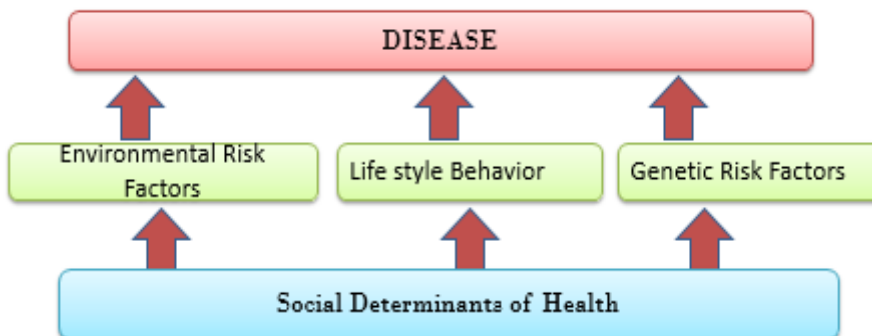 DISEASE
Environmental Risk
Factors
Life style Behavior
Genetic Risk Factors
Social Determinants of Health